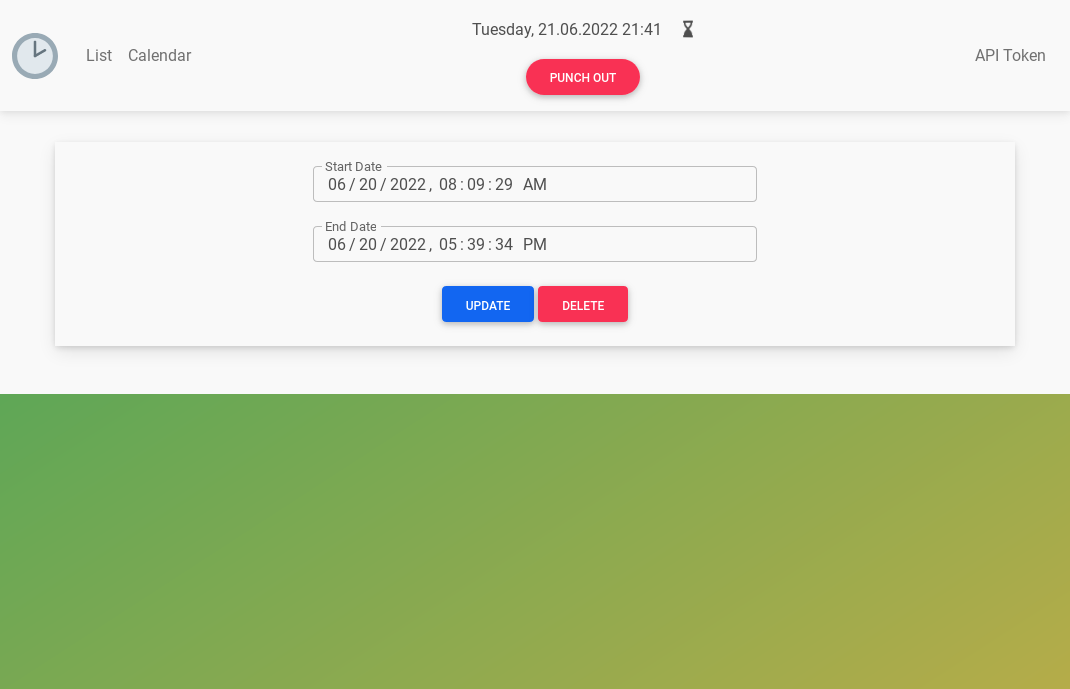 Tuesday, 21.06.2022 21:41
List Calendar
API Token
PUNCH OUT
Start Date
06/20/2022, 08:09:29 AM
End Date
06/20/2022, 05:39:34 PM
UPDATE DELETE